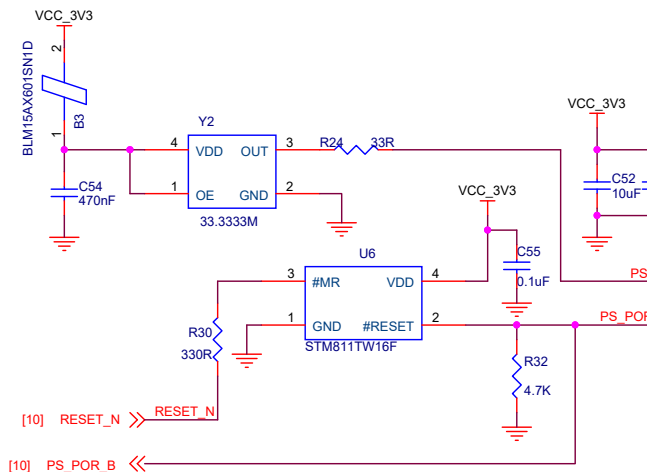 VCC_3V3
2
BLM15AX601SN1D
B3
1
Y2
4 VDD OUT 3
R24 33R
1 OE GND 2
33.3333M
C54
470nF
VCC_3V3
C52
10uF
VCC_3V3
C55
0.1uF
U6
3 #MR VDD 4
1 GND #RESET 2
STM811TW16F
PS
PS_POR
R30
330R
R32
4.7K
[10] RESET_N RESET_N
[10] PS_POR_B